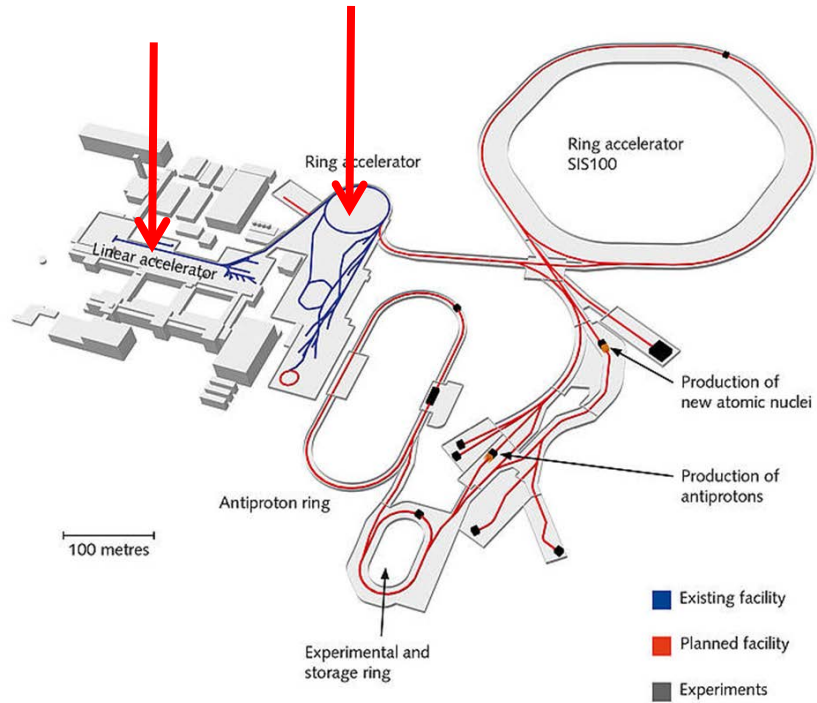 Ring accelerator
Ring accelerator
SIS100
Linear accelerator
Production of
new atomic nuclei
Production of
antiprotons
Antiproton ring
100 metres
Experimental and
storage ring
Existing facility
Planned facility
Experiments